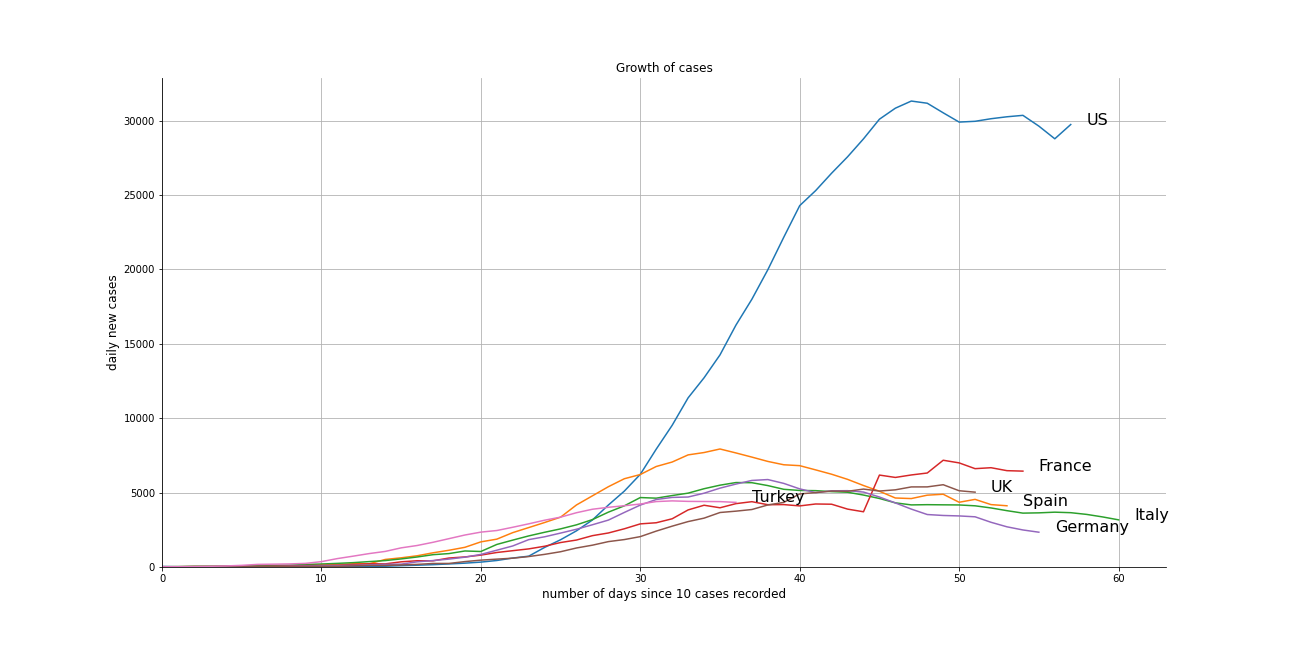 Growth of cases
daily new cases
30000
25000
20000
15000
10000
5000
0
US
France
UK
Turkey
Spain
Italy
Germany
0 10 20 30 40 50 60
number of days since 10 cases recorded